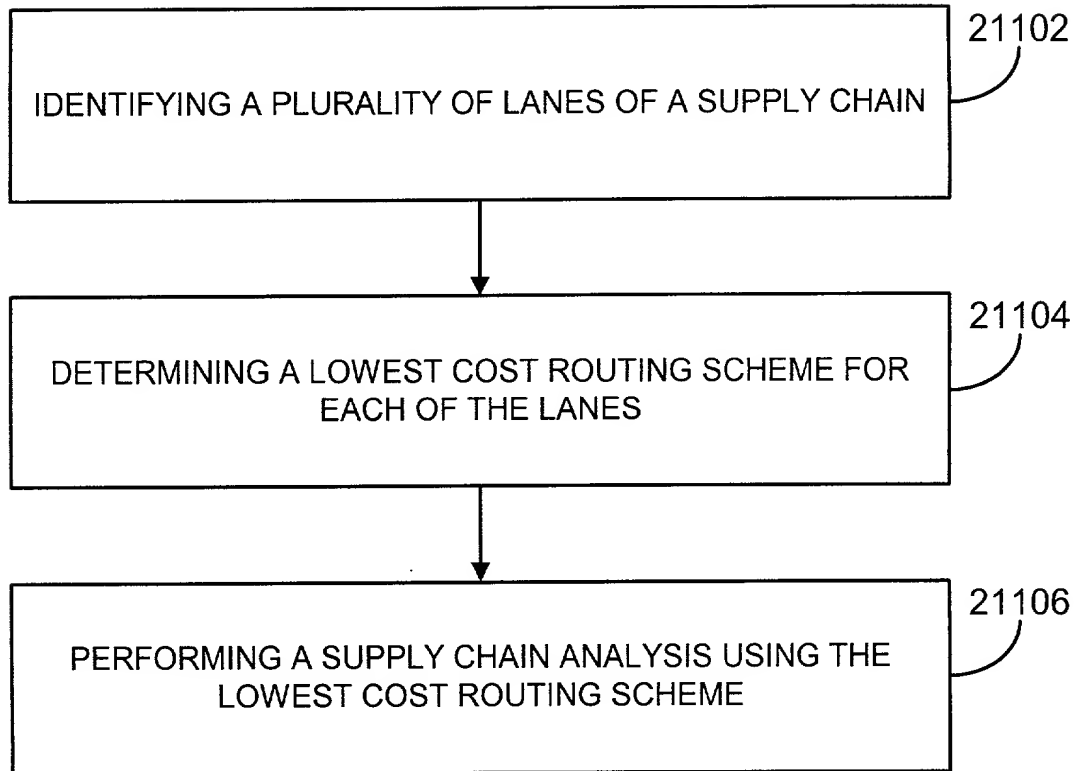 21102
IDENTIFYING A PLURALITY OF LANES OF A SUPPLY CHAIN
21104
DETERMINING A LOWEST COST ROUTING SCHEME FOR
EACH OF THE LANES
21106
PERFORMING A SUPPLY CHAIN ANALYSIS USING THE
LOWEST COST ROUTING SCHEME